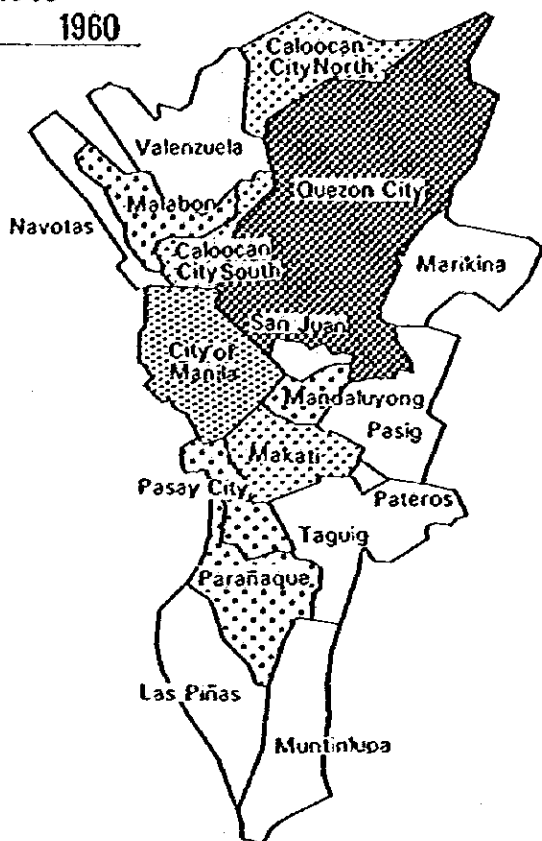 1960
Caloocan
City North
Valenzuela
Quezon City
Malabon
Navotas
Caloocan
City South
Marikina
San Juan
City of
Manila
Mandaluyong
Pasig
Makati
Pasay City
Pateros
Taguig
Parañaque
Las Piñas
Muntinlupa